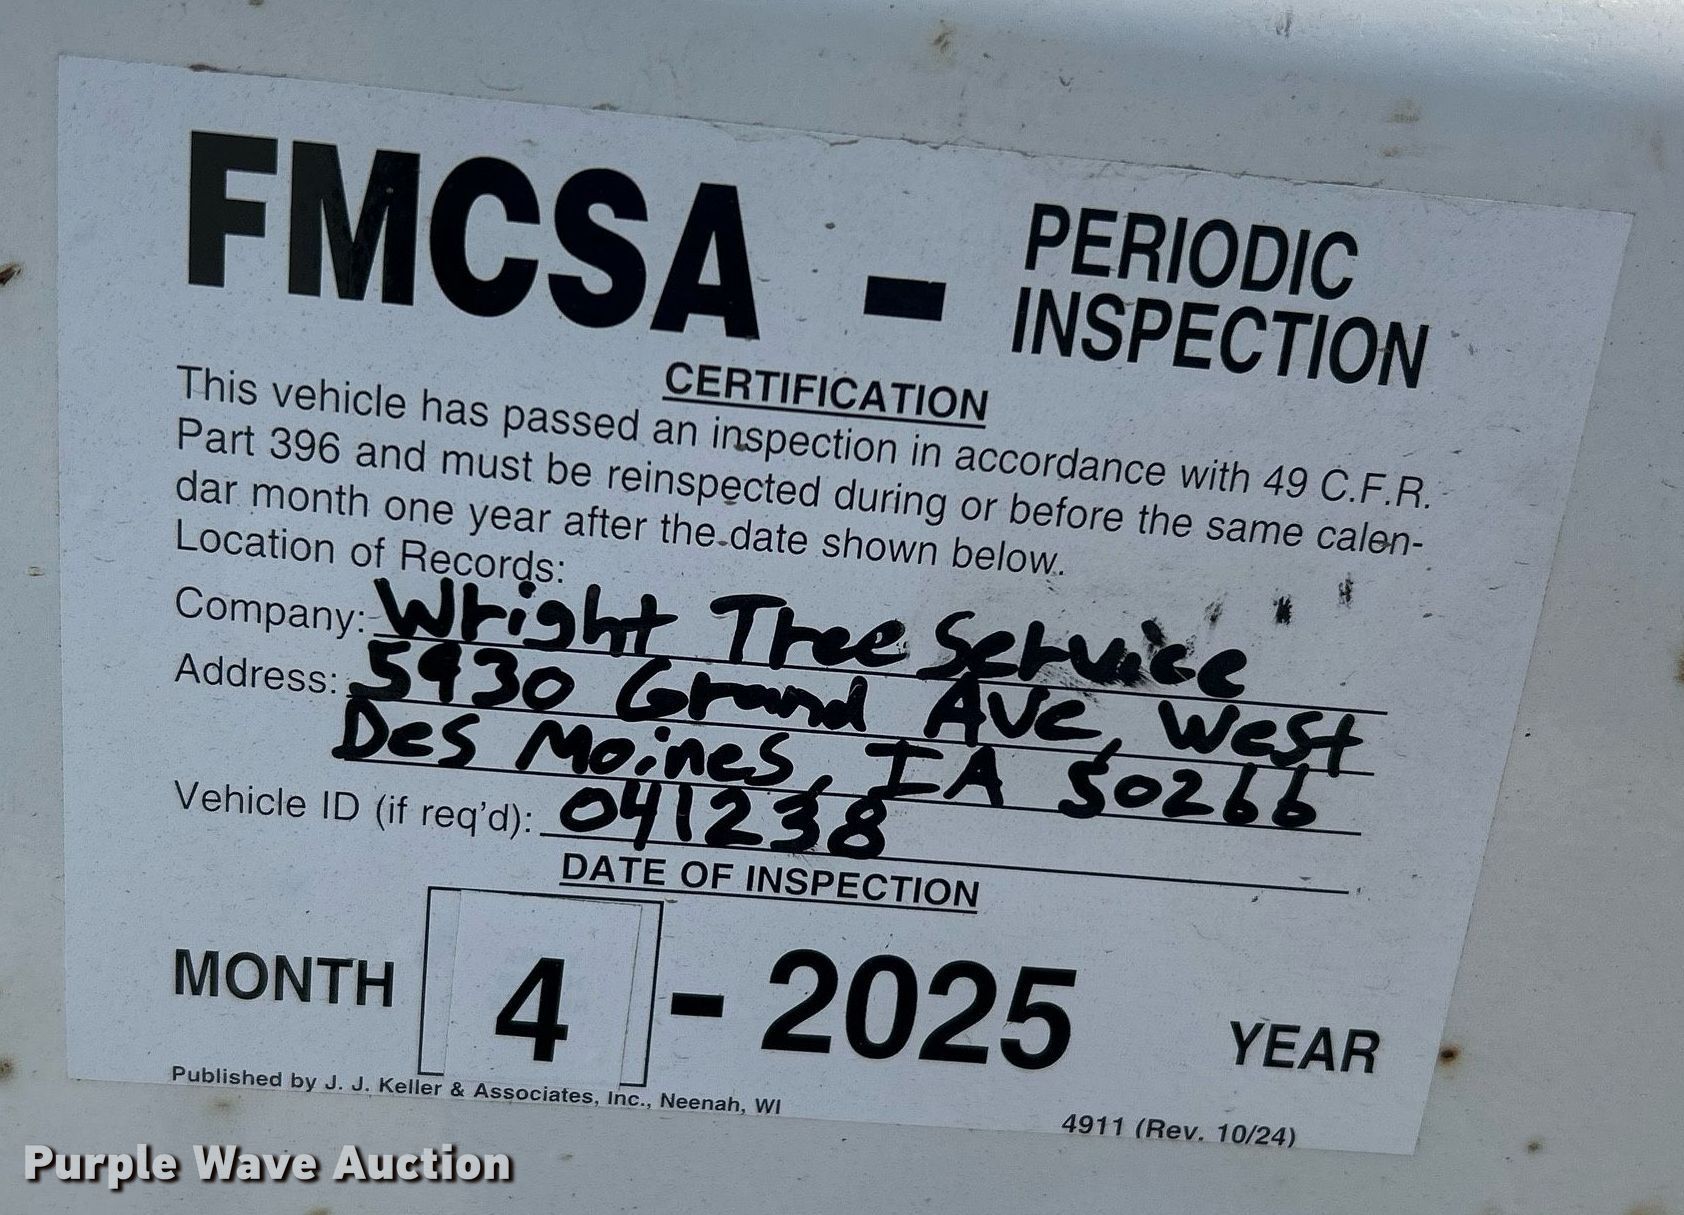 FMCSA - PERIODIC
INSPECTION
CERTIFICATION
This vehicle has passed an inspection in accordance with 49 C.F.R.
Part 396 and must be reinspected during or before the same calen-
dar month one year after the date shown below.
Location of Records:
Company: Wright Tree Service
Address: 5930 Grand Ave, West
Des Moines, IA 50266
Vehicle ID (if req'd): 041238
DATE OF INSPECTION
MONTH 4 - 2025 YEAR
Published by J. J. Keller & Associates, Inc., Neenah, WI
4911 (Rev. 10/24)
Purple Wave Auction